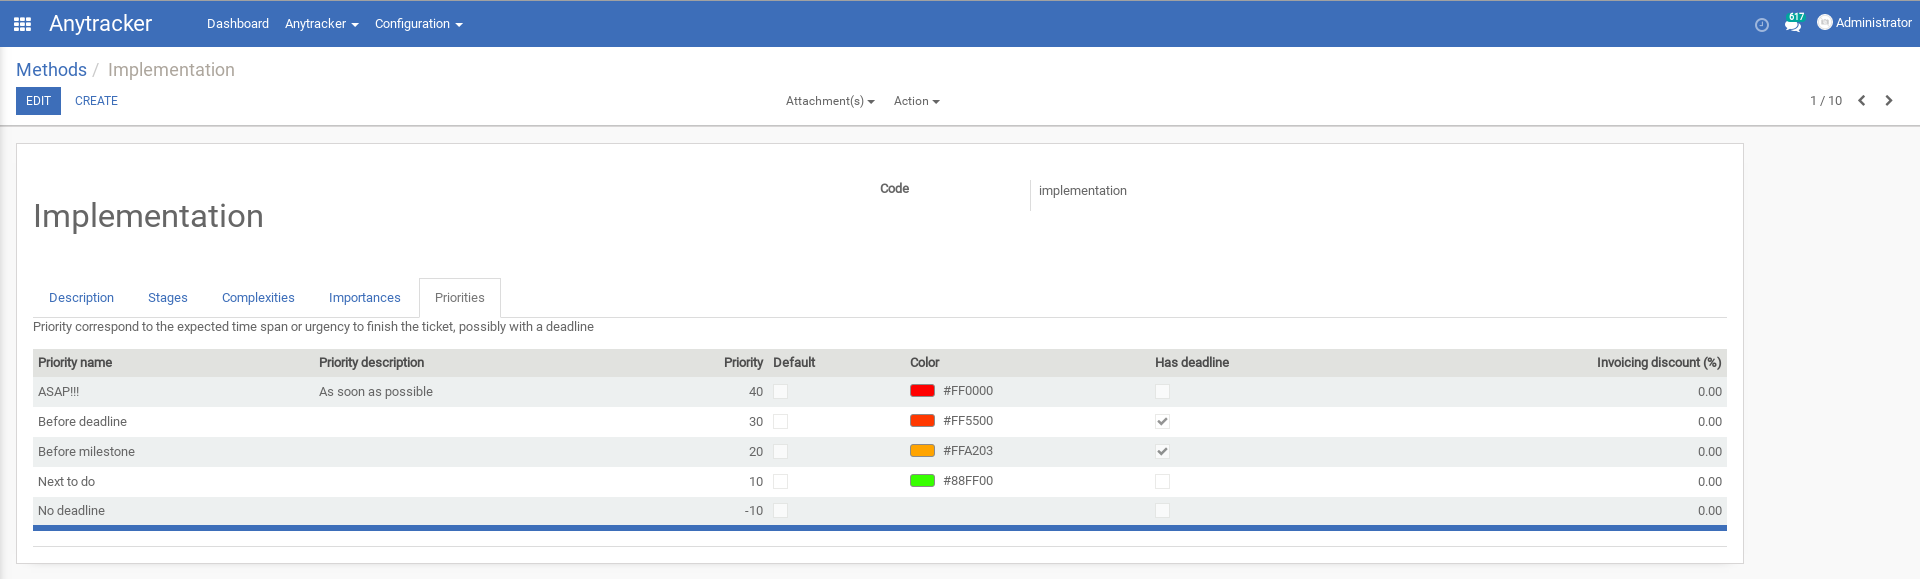 Anytracker Dashboard Anytracker Configuration 617 Administrator
Methods / Implementation
EDIT CREATE Attachment(s) Action 1 / 10
Code implementation
Implementation
Description Stages Complexities Importances Priorities
Priority correspond to the expected time span or urgency to finish the ticket, possibly with a deadline
Priority name Priority description Priority Default Color Has deadline Invoicing discount (%)
ASAP!!! As soon as possible 40 #FF0000 0.00
Before deadline 30 #FF5500 0.00
Before milestone 20 #FFA203 0.00
Next to do 10 #88FF00 0.00
No deadline -10 0.00